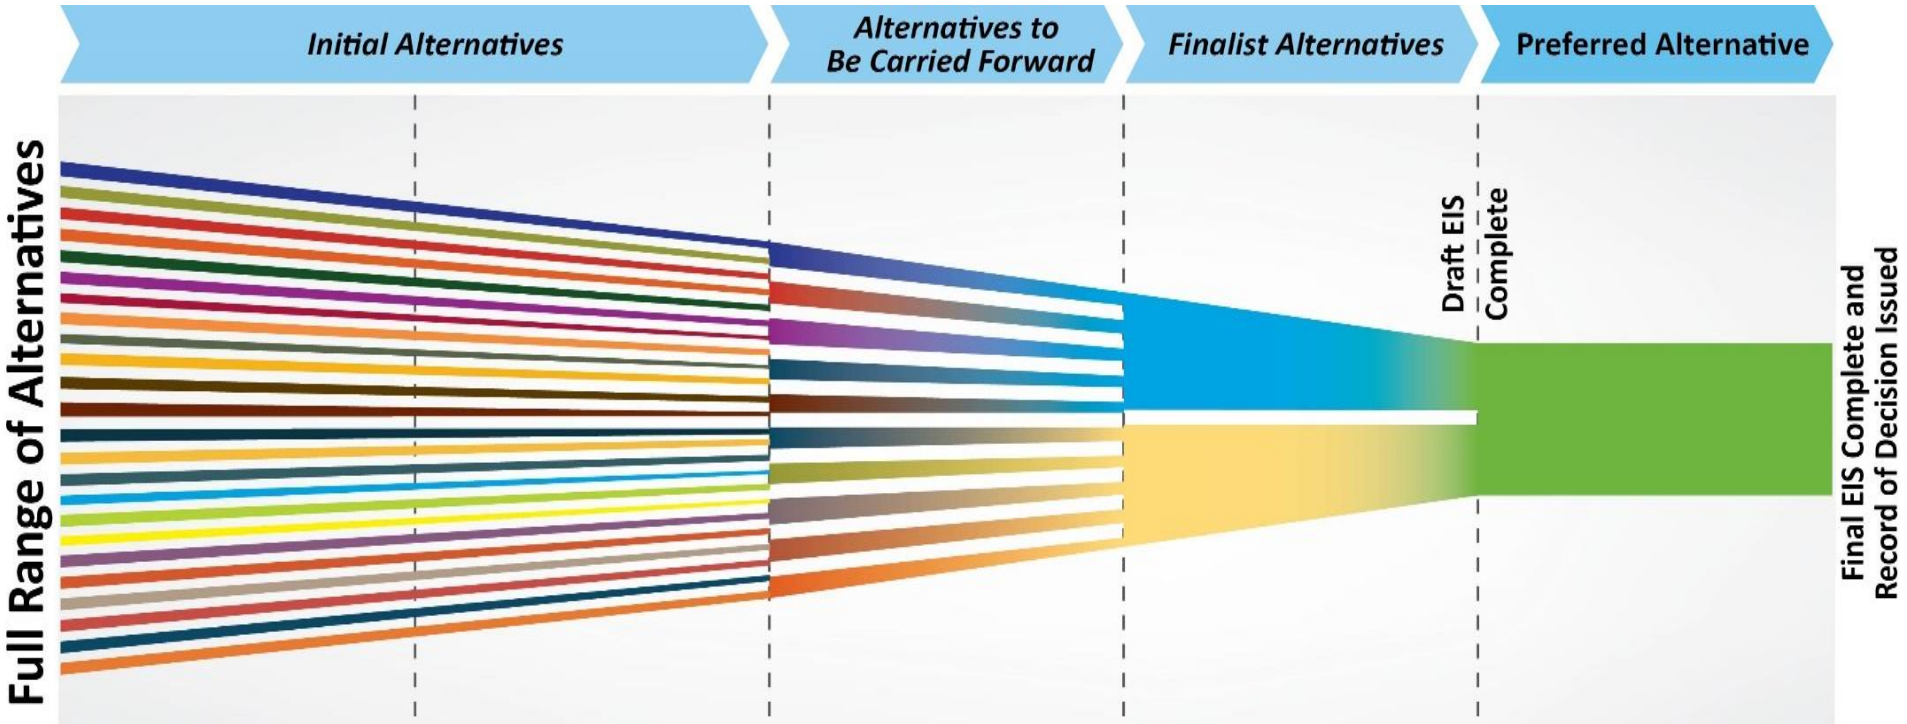 Initial Alternatives
Alternatives to
Be Carried Forward
Finalist Alternatives
Preferred Alternative
Full Range of Alternatives
Draft EIS
Complete
Final EIS Complete and
Record of Decision Issued